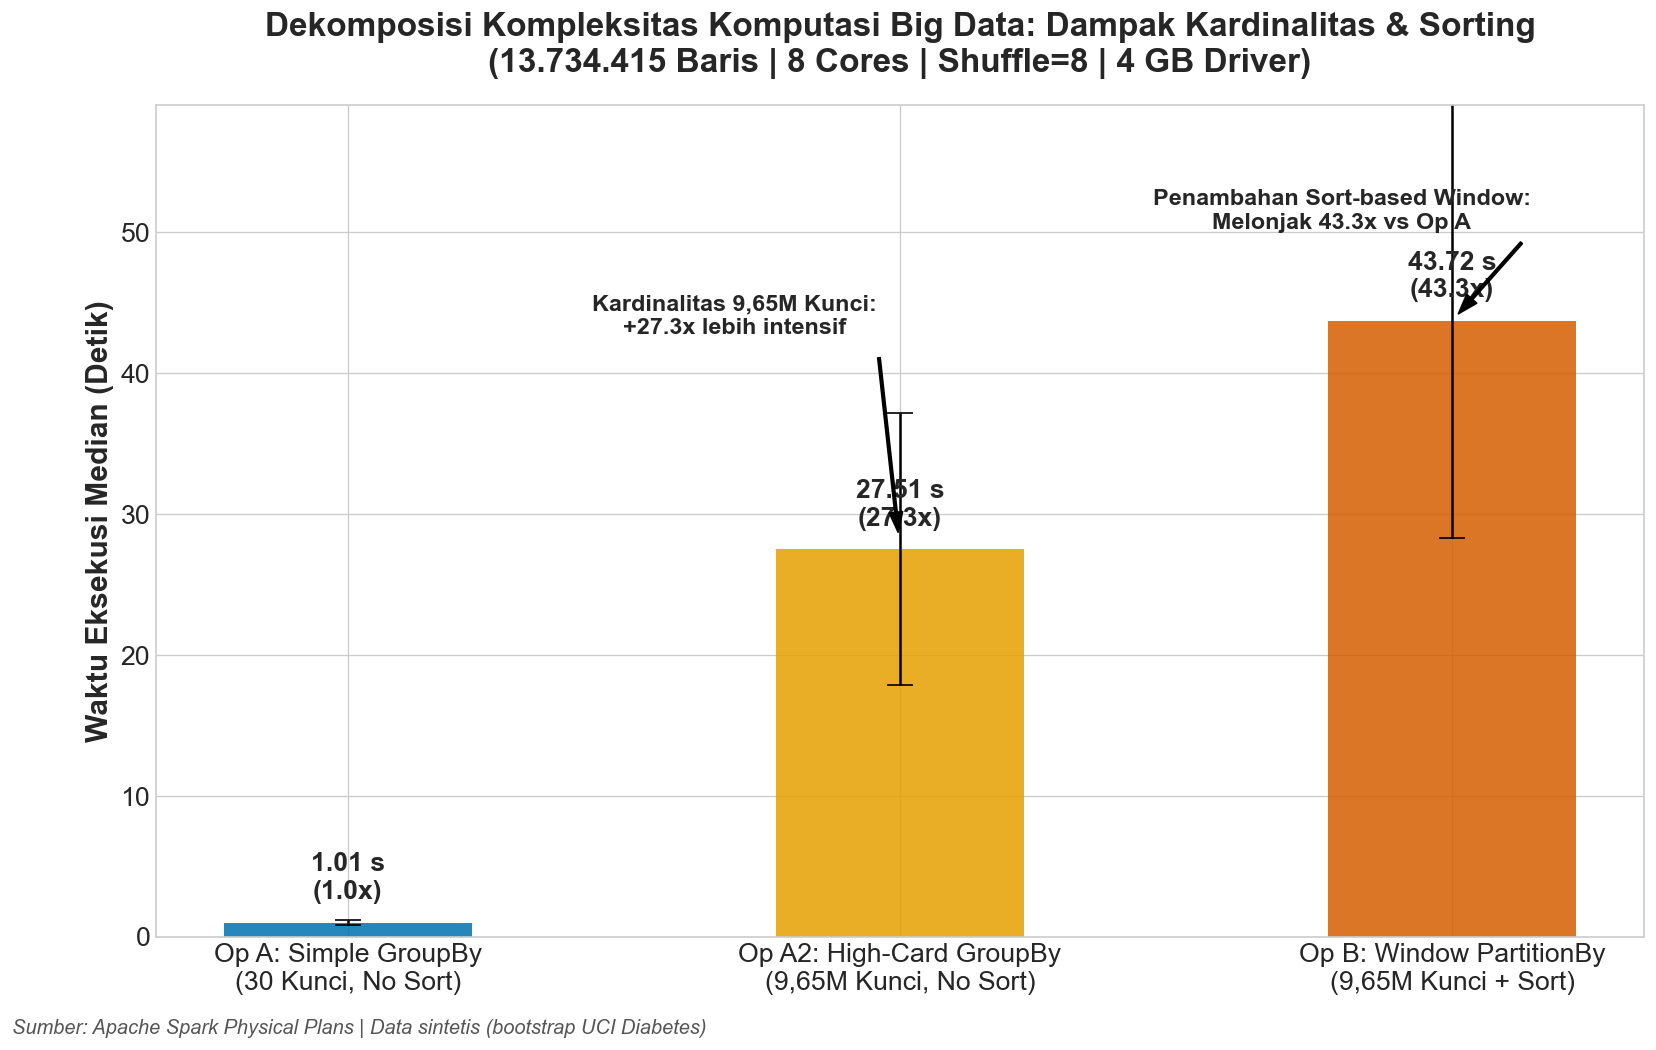 Dekomposisi Kompleksitas Komputasi Big Data: Dampak Kardinalitas & Sorting
(13.734.415 Baris | 8 Cores | Shuffle=8 | 4 GB Driver)
Waktu Eksekusi Median (Detik)
50
40
30
20
10
0
Penambahan Sort-based Window:
Melonjak 43.3x vs Op A
43.72 s
(43.3x)
Kardinalitas 9,65M Kunci:
+27.3x lebih intensif
27.51 s
(27.3x)
1.01 s
(1.0x)
Op A: Simple GroupBy
(30 Kunci, No Sort)
Op A2: High-Card GroupBy
(9,65M Kunci, No Sort)
Op B: Window PartitionBy
(9,65M Kunci + Sort)
Sumber: Apache Spark Physical Plans | Data sintetis (bootstrap UCI Diabetes)